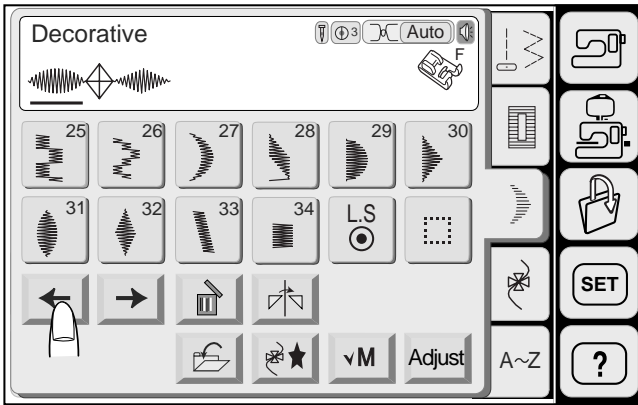 Decorative
3
Auto
F
25 26 27 28 29 30
31 32 33 34 L.S
M Adjust
A~Z
SET
?